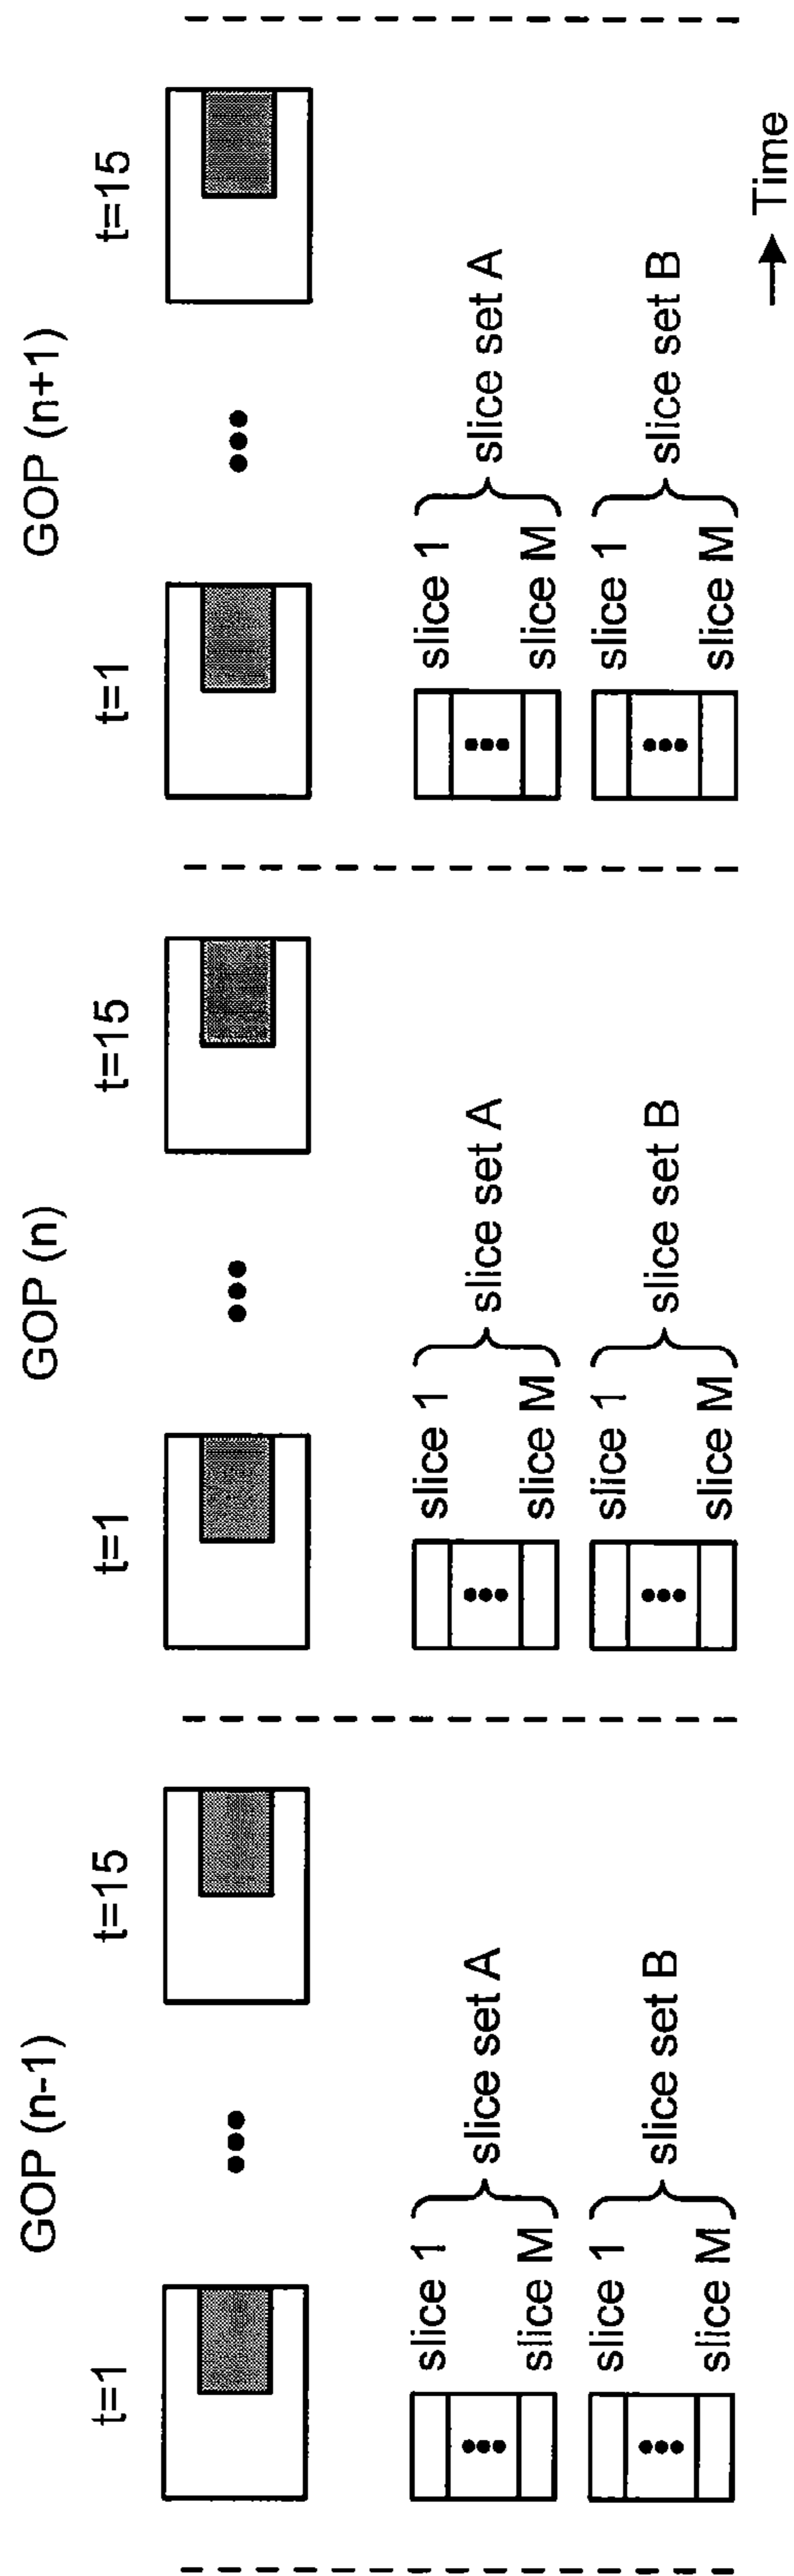 GOP (n-1)
GOP (n)
GOP (n+1)
t=1
t=15
t=1
t=15
t=1
t=15
slice 1
slice M
slice set A
slice 1
slice M
slice set B
slice 1
slice M
slice set A
slice 1
slice M
slice set B
slice 1
slice M
slice set A
slice 1
slice M
slice set B
Time